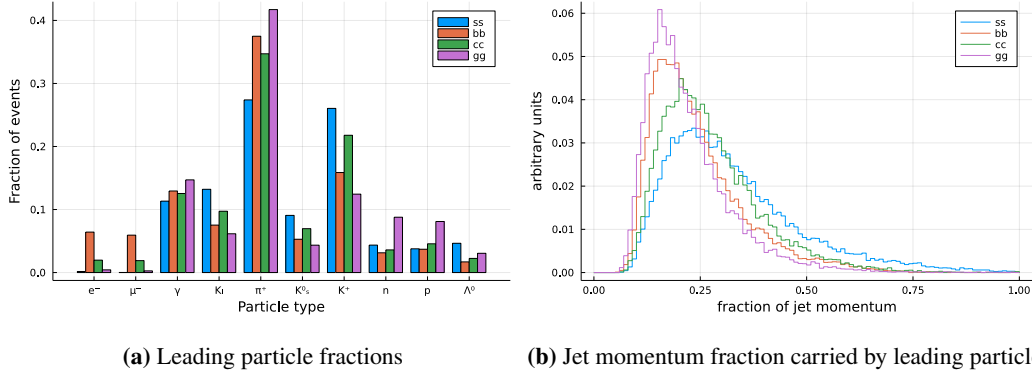 0.4
0.3
0.2
0.1
0.0
Fraction of events
ss
bb
cc
gg
e⁻ μ⁻ γ Kₗ π⁺ K⁰ₛ K⁺ n p Λ⁰
Particle type
(a) Leading particle fractions
0.06
0.05
0.04
0.03
0.02
0.01
0.00
arbitrary units
ss
bb
cc
gg
0.00 0.25 0.50 0.75 1.00
fraction of jet momentum
(b) Jet momentum fraction carried by leading particle